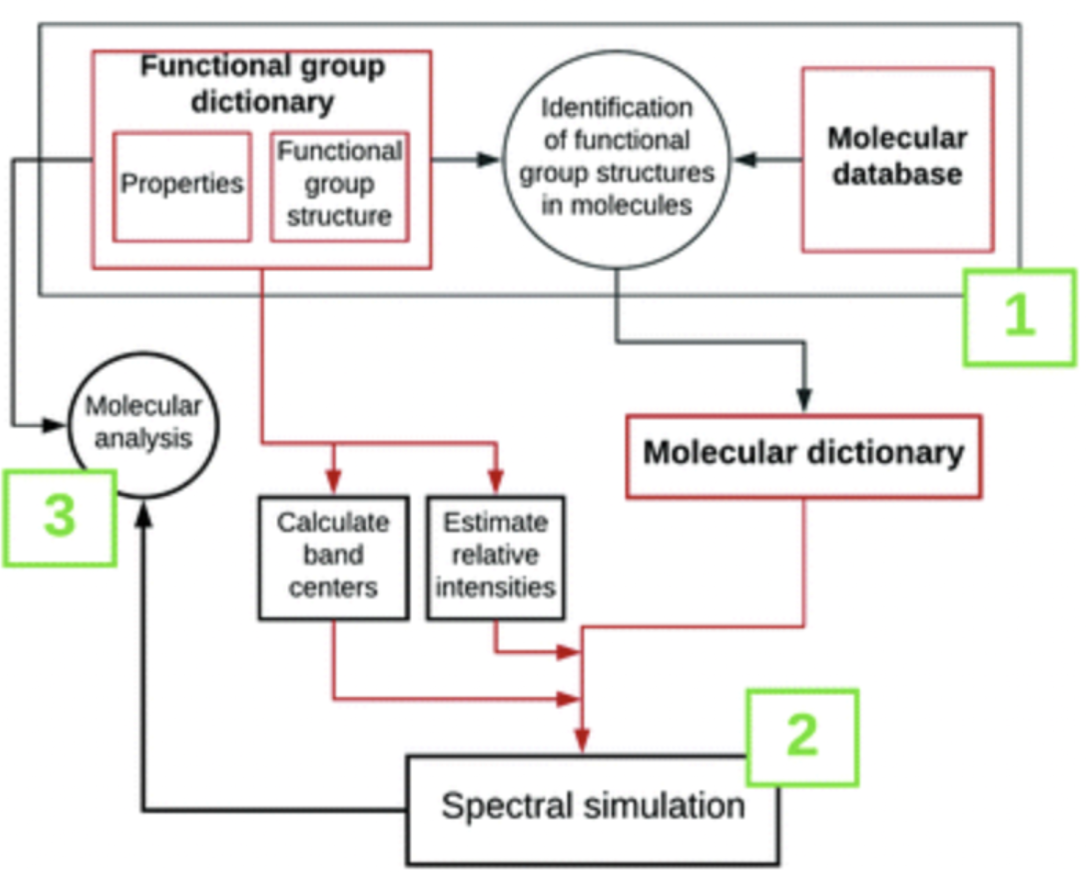 Functional group
dictionary
Properties
Functional
group
structure
Identification
of functional
group structures
in molecules
Molecular
database
1
Molecular
analysis
3
Molecular dictionary
Calculate
band
centers
Estimate
relative
intensities
2
Spectral simulation